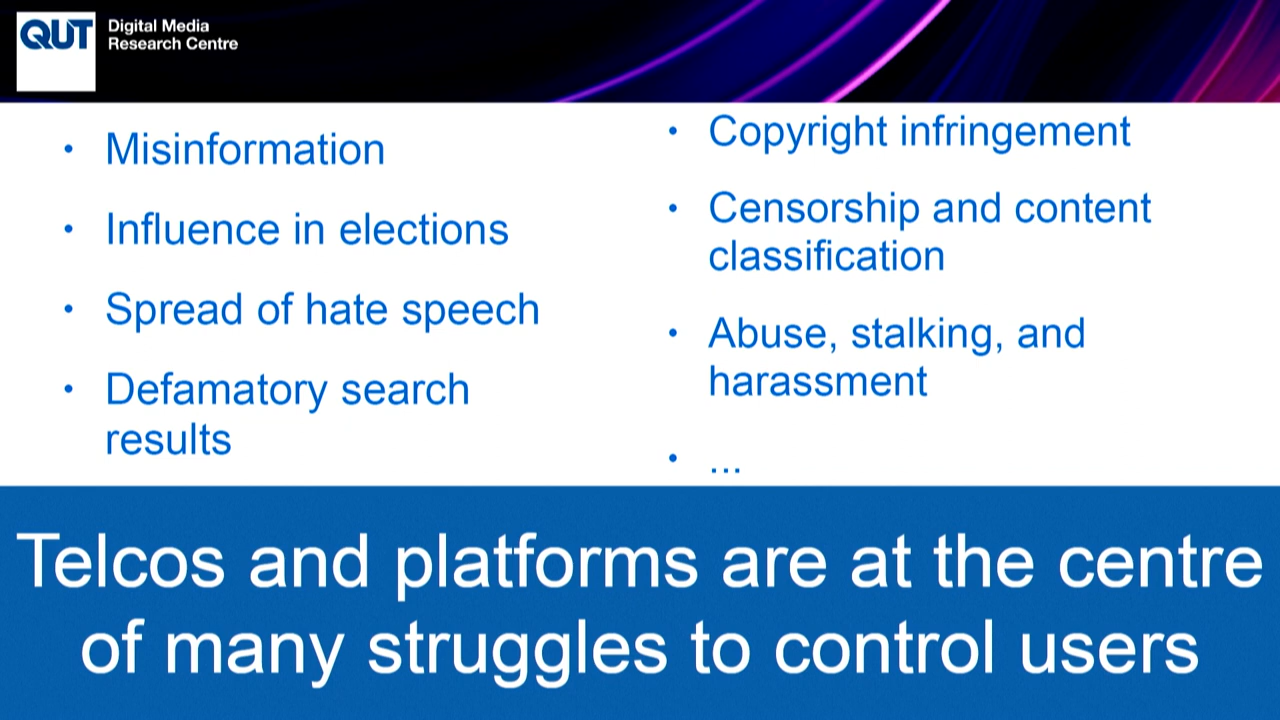 QUT
Digital Media
Research Centre
• Misinformation
• Influence in elections
• Spread of hate speech
• Defamatory search
results
• Copyright infringement
• Censorship and content
classification
• Abuse, stalking, and
harassment
• ...
Telcos and platforms are at the centre
of many struggles to control users